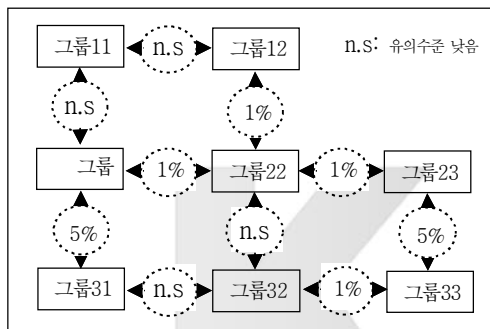 그룹11 n.s 그룹12 n.s: 유의수준 낮음
n.s 1%
그룹 1% 그룹22 1% 그룹23
5% n.s 5%
그룹31 n.s 그룹32 1% 그룹33